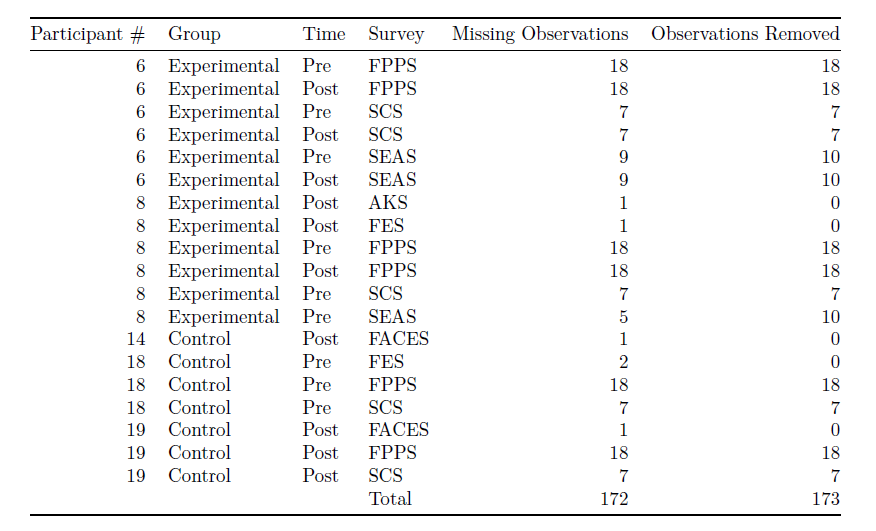 Participant # Group Time Survey Missing Observations Observations Removed
6 Experimental Pre FPPS 18 18
6 Experimental Post FPPS 18 18
6 Experimental Pre SCS 7 7
6 Experimental Post SCS 7 7
6 Experimental Pre SEAS 9 10
6 Experimental Post SEAS 9 10
8 Experimental Post AKS 1 0
8 Experimental Post FES 1 0
8 Experimental Pre FPPS 18 18
8 Experimental Post FPPS 18 18
8 Experimental Pre SCS 7 7
8 Experimental Pre SEAS 5 10
14 Control Post FACES 1 0
18 Control Pre FES 2 0
18 Control Pre FPPS 18 18
18 Control Pre SCS 7 7
19 Control Post FACES 1 0
19 Control Post FPPS 18 18
19 Control Post SCS 7 7
Total 172 173